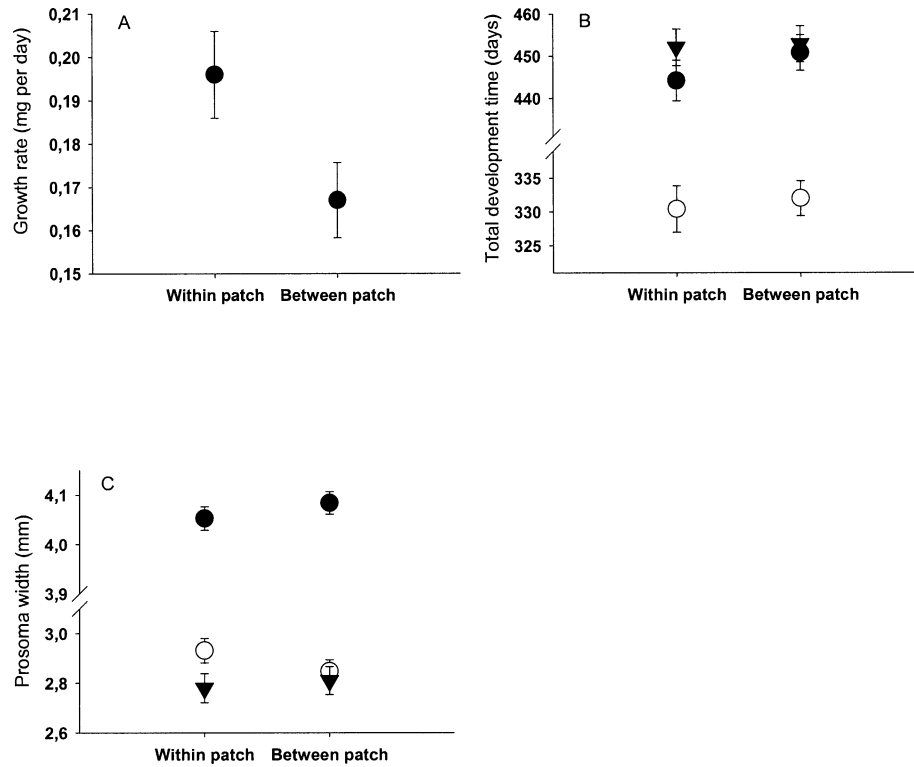 A
Growth rate (mg per day)
0,21
0,20
0,19
0,18
0,17
0,16
0,15
Within patch Between patch
B
Total development time (days)
460
450
440
335
330
325
Within patch Between patch
C
Prosoma width (mm)
4,1
4,0
3,9
3,0
2,8
2,6
Within patch Between patch